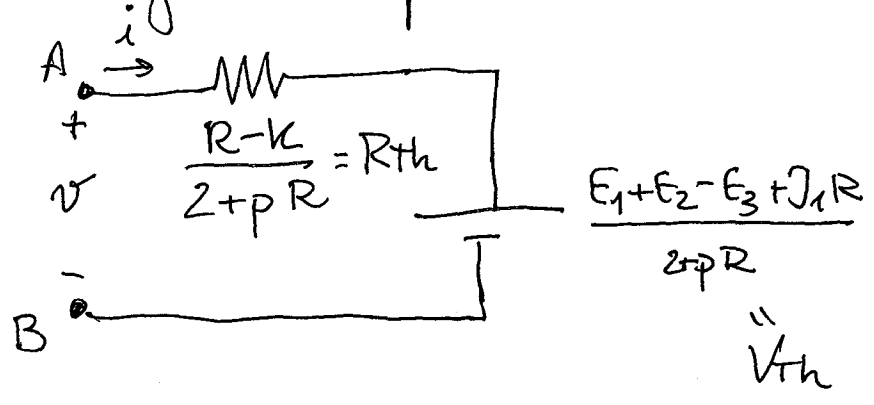 i
A
+
R-K / 2+pR = Rth
v
E1+E2-E3+J1R / 2+pR
-
B
"
VTh